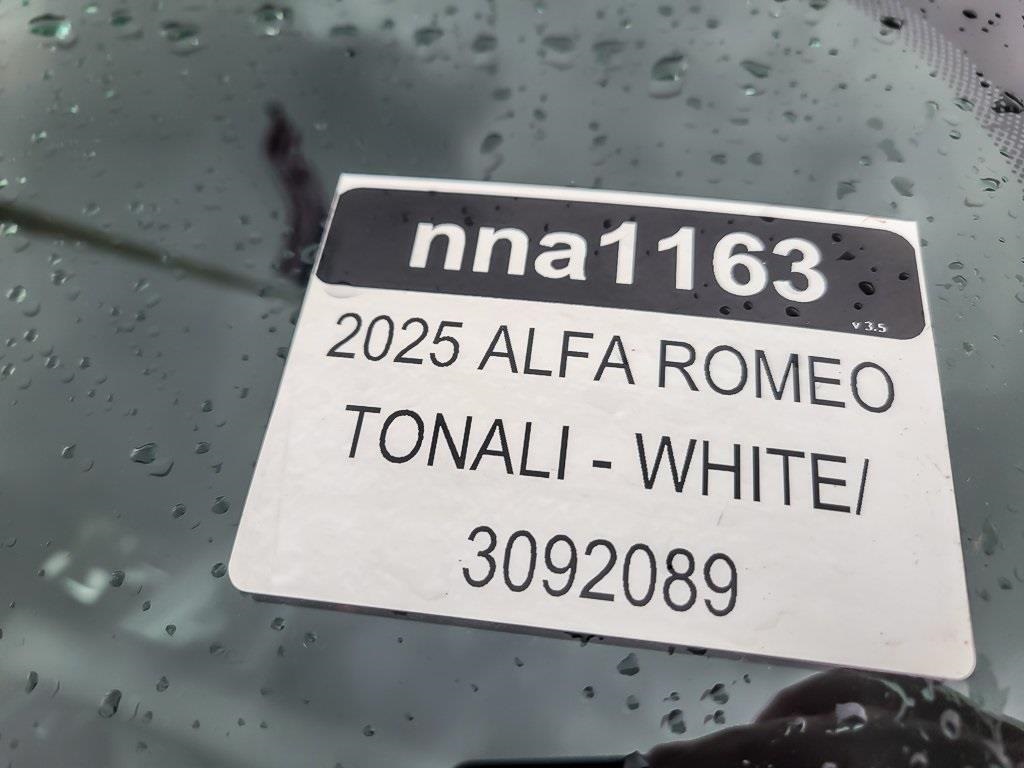 nna1163
v 3.5
2025 ALFA ROMEO
TONALI - WHITE/
3092089